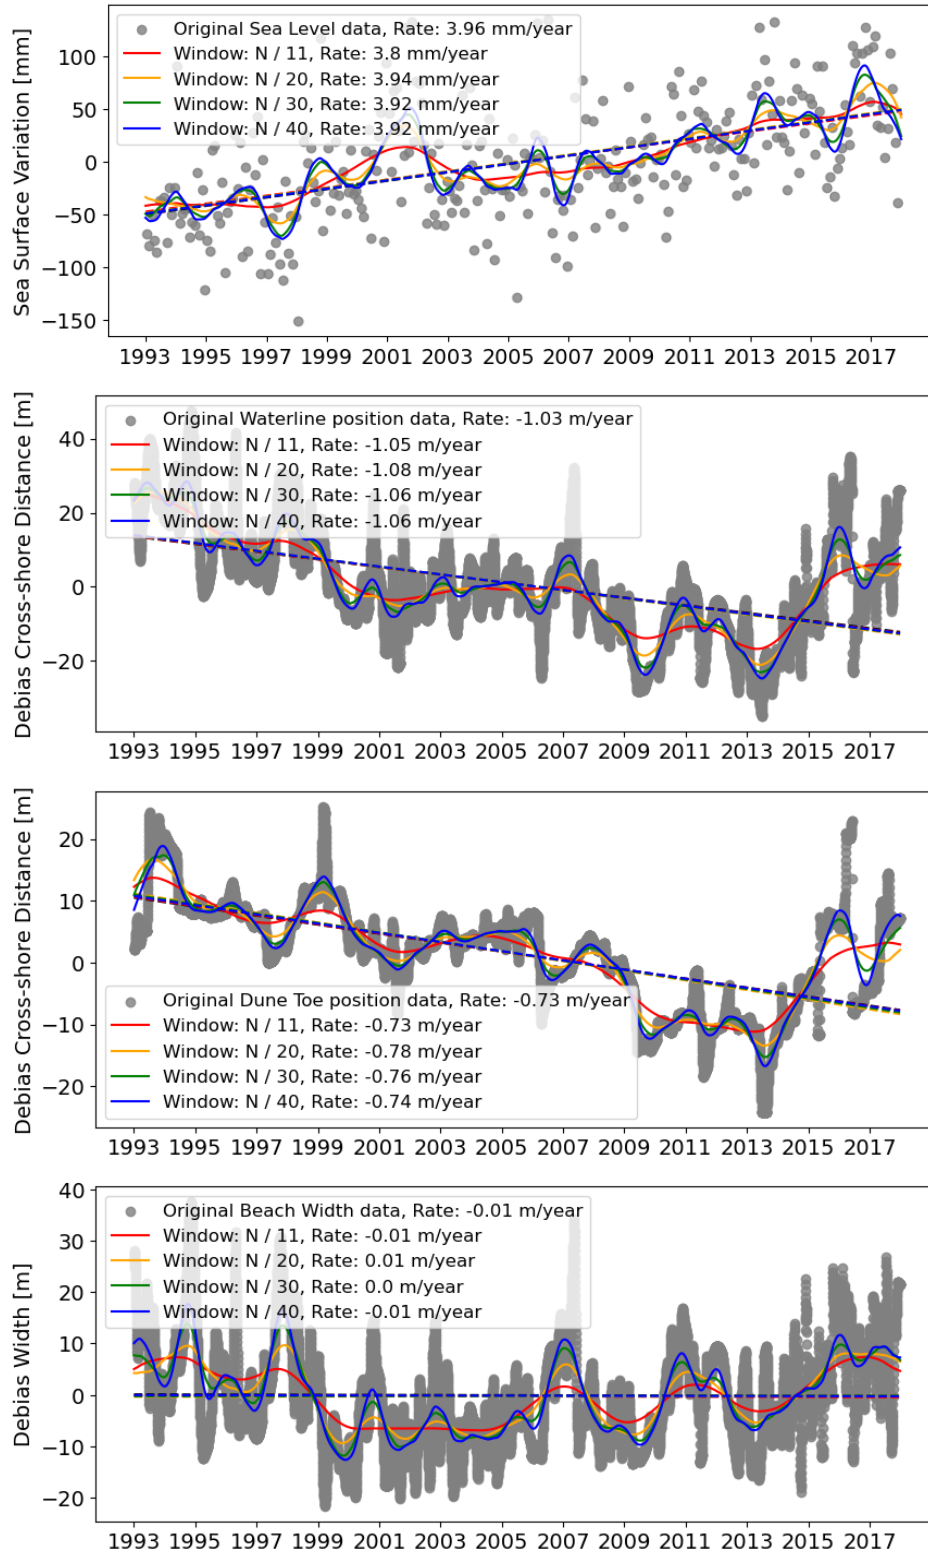 Sea Surface Variation [mm]
100
50
0
−50
−100
−150
Original Sea Level data, Rate: 3.96 mm/year
Window: N / 11, Rate: 3.8 mm/year
Window: N / 20, Rate: 3.94 mm/year
Window: N / 30, Rate: 3.92 mm/year
Window: N / 40, Rate: 3.92 mm/year
1993 1995 1997 1999 2001 2003 2005 2007 2009 2011 2013 2015 2017
Debias Cross-shore Distance [m]
40
20
0
−20
Original Waterline position data, Rate: -1.03 m/year
Window: N / 11, Rate: -1.05 m/year
Window: N / 20, Rate: -1.08 m/year
Window: N / 30, Rate: -1.06 m/year
Window: N / 40, Rate: -1.06 m/year
1993 1995 1997 1999 2001 2003 2005 2007 2009 2011 2013 2015 2017
Debias Cross-shore Distance [m]
20
10
0
−10
−20
Original Dune Toe position data, Rate: -0.73 m/year
Window: N / 11, Rate: -0.73 m/year
Window: N / 20, Rate: -0.78 m/year
Window: N / 30, Rate: -0.76 m/year
Window: N / 40, Rate: -0.74 m/year
1993 1995 1997 1999 2001 2003 2005 2007 2009 2011 2013 2015 2017
Debias Width [m]
40
30
20
10
0
−10
−20
Original Beach Width data, Rate: -0.01 m/year
Window: N / 11, Rate: -0.01 m/year
Window: N / 20, Rate: 0.01 m/year
Window: N / 30, Rate: 0.0 m/year
Window: N / 40, Rate: -0.01 m/year
1993 1995 1997 1999 2001 2003 2005 2007 2009 2011 2013 2015 2017